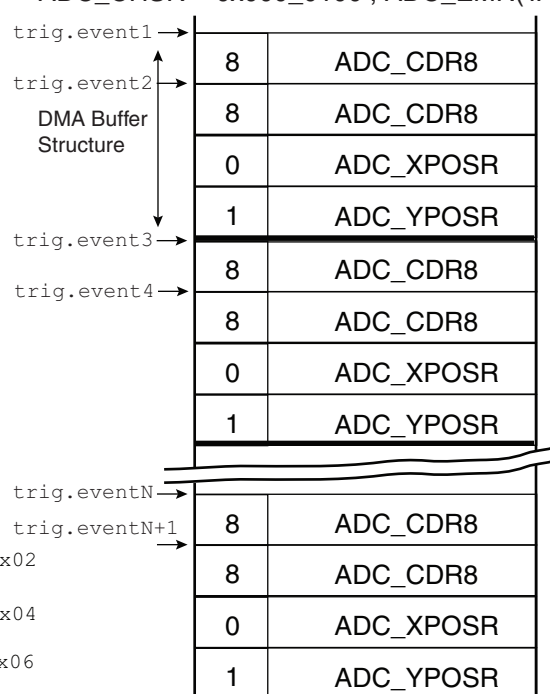 trig.event1
8 ADC_CDR8
trig.event2
8 ADC_CDR8
DMA Buffer
Structure
0 ADC_XPOSR
1 ADC_YPOSR
trig.event3
8 ADC_CDR8
trig.event4
8 ADC_CDR8
0 ADC_XPOSR
1 ADC_YPOSR
trig.eventN
8 ADC_CDR8
trig.eventN+1
x02
8 ADC_CDR8
x04
0 ADC_XPOSR
x06
1 ADC_YPOSR